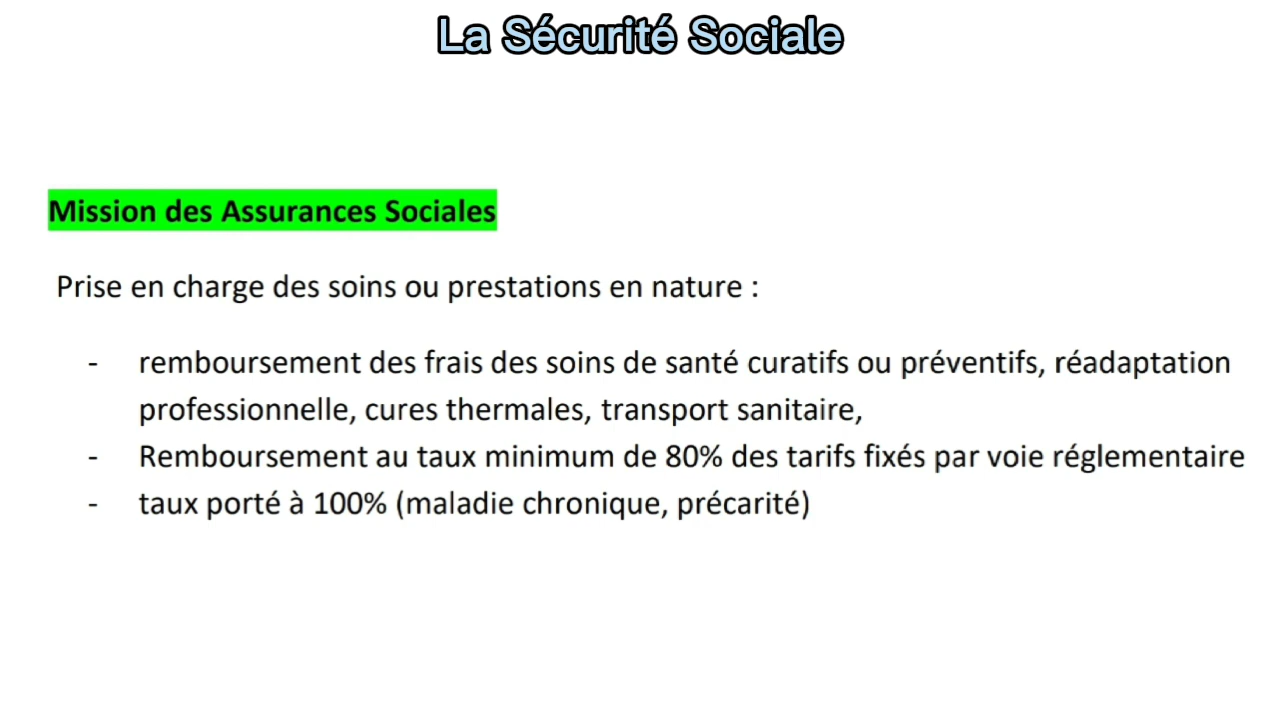 La Sécurité Sociale
Mission des Assurances Sociales
Prise en charge des soins ou prestations en nature :
- remboursement des frais des soins de santé curatifs ou préventifs, réadaptation
professionnelle, cures thermales, transport sanitaire,
- Remboursement au taux minimum de 80% des tarifs fixés par voie réglementaire
- taux porté à 100% (maladie chronique, précarité)